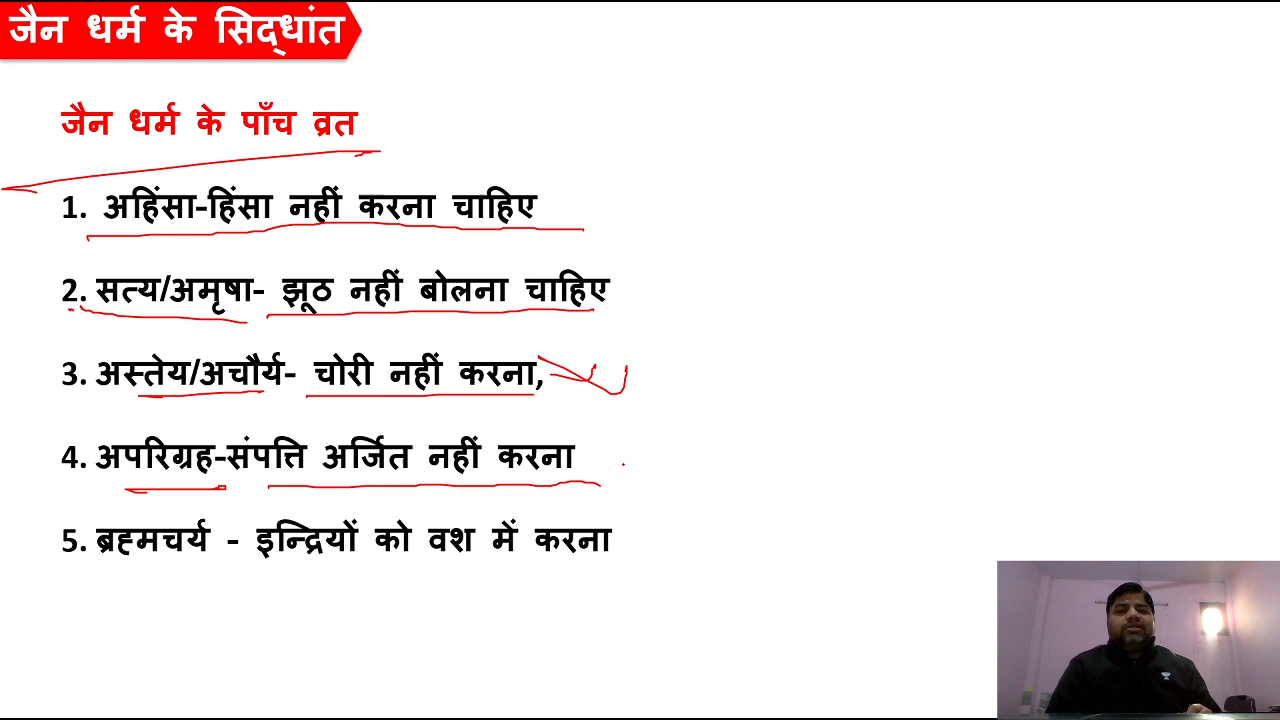 जैन धर्म के सिद्धांत
जैन धर्म के पाँच व्रत
1. अहिंसा-हिंसा नहीं करना चाहिए
2. सत्य/अमृषा- झूठ नहीं बोलना चाहिए
3. अस्तेय/अचौर्य- चोरी नहीं करना,
4. अपरिग्रह-संपत्ति अर्जित नहीं करना
5. ब्रह्मचर्य - इन्द्रियों को वश में करना